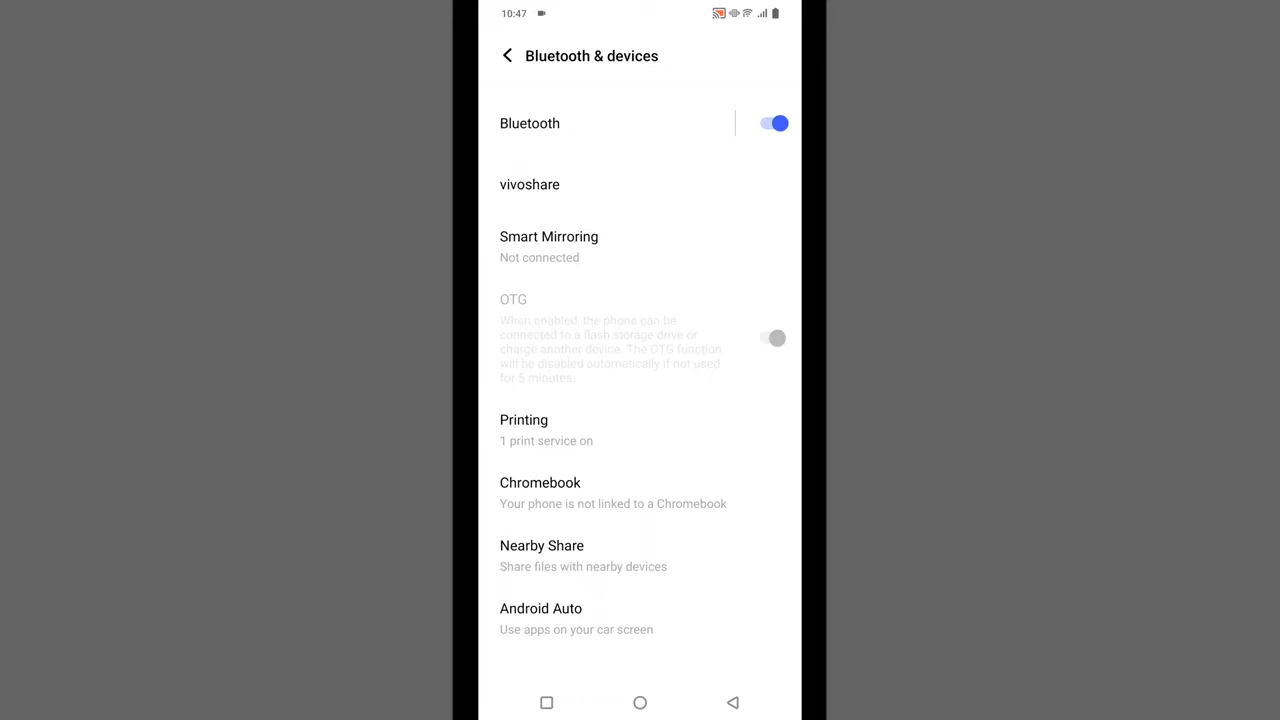 10:47
Bluetooth & devices
Bluetooth
vivoshare
Smart Mirroring
Not connected
OTG
When enabled, the phone can be
connected to a flash storage drive or
charge another device. The OTG function
will be disabled automatically if not used
for 5 minutes.
Printing
1 print service on
Chromebook
Your phone is not linked to a Chromebook
Nearby Share
Share files with nearby devices
Android Auto
Use apps on your car screen